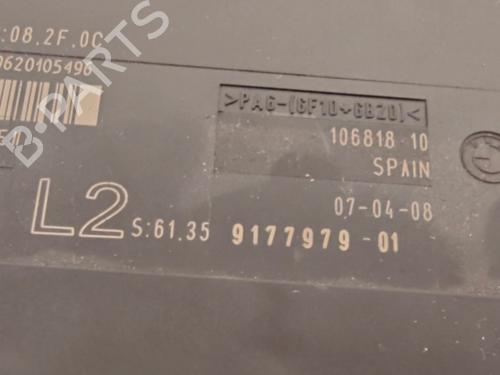 :08.2F.0C
0620105496
>PA6-(GF10+GB20)<
106818 10
SPAIN
07-04-08
L2 S:61.35 9177979-01
B-PARTS